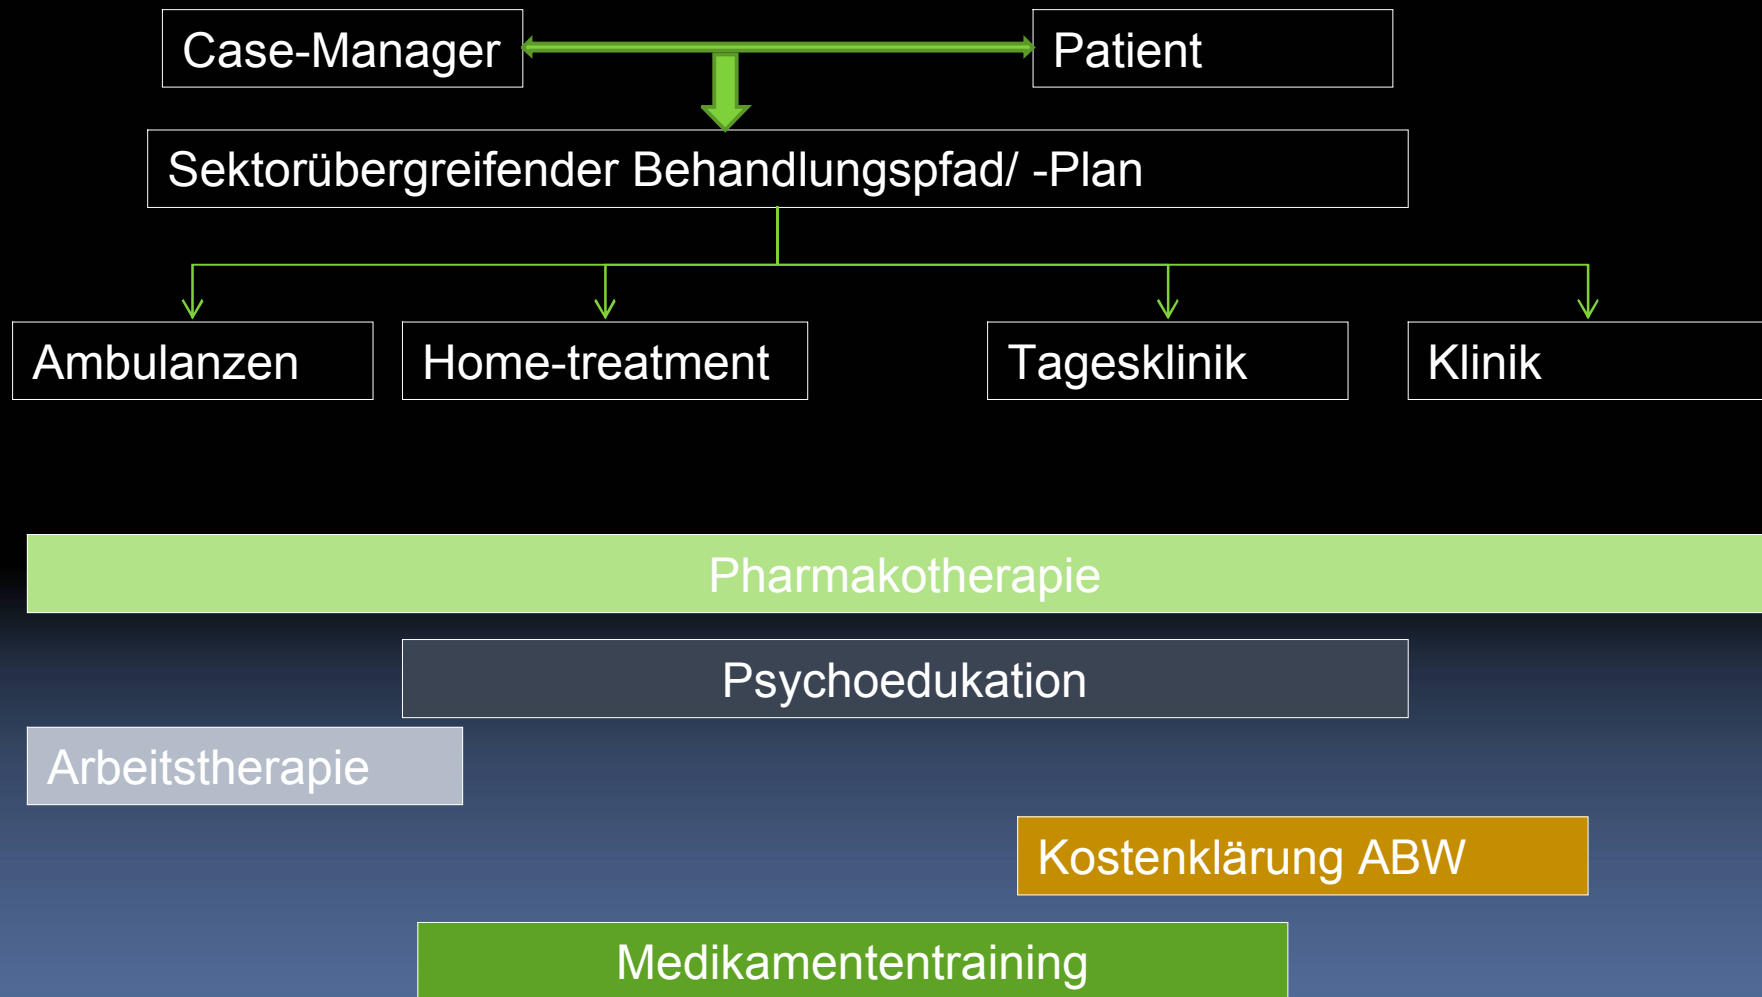 Case-Manager
Patient
Sektorübergreifender Behandlungspfad/ -Plan
Ambulanzen
Home-treatment
Tagesklinik
Klinik
Pharmakotherapie
Psychoedukation
Arbeitstherapie
Kostenklärung ABW
Medikamententraining